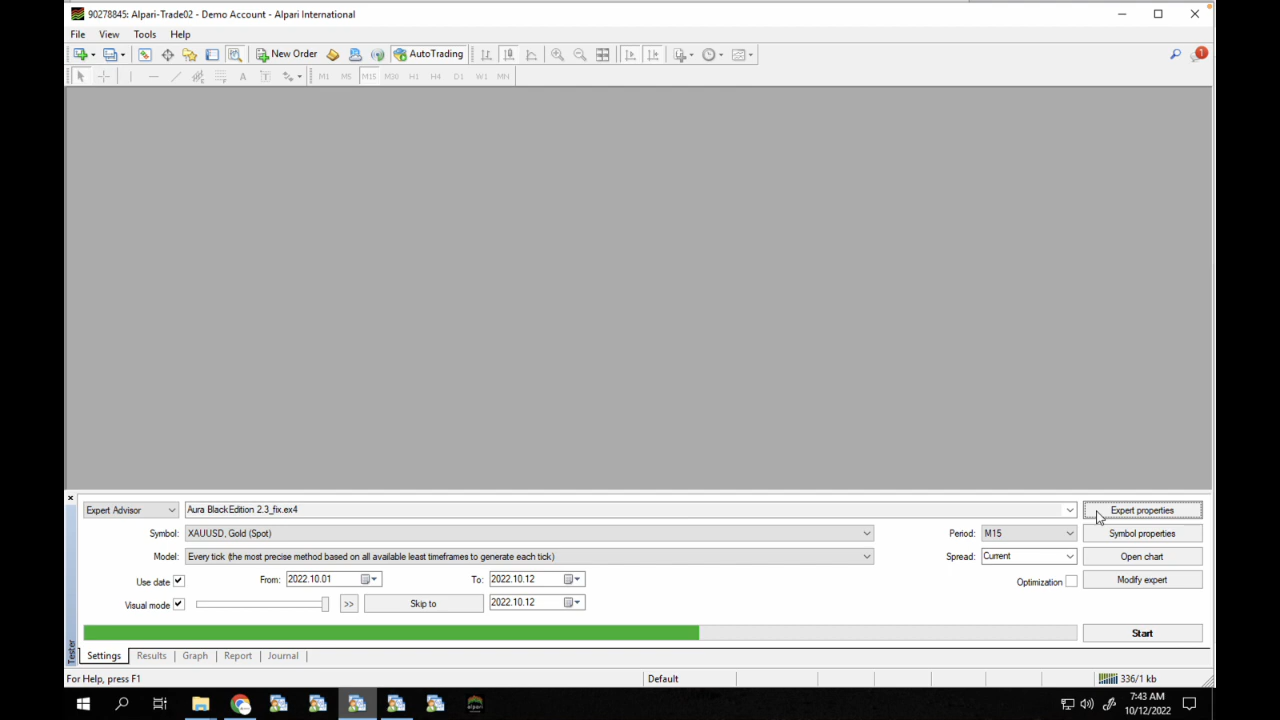 90278845: Alpari-Trade02 - Demo Account - Alpari International
File View Tools Help
New Order AutoTrading 1
A T M1 M5 M15 M30 H1 H4 D1 W1 MN
Expert Advisor Aura BlackEdition 2.3_fix.ex4 Expert properties
Symbol: XAUUSD, Gold (Spot) Period: M15 Symbol properties
Model: Every tick (the most precise method based on all available least timeframes to generate each tick) Spread: Current Open chart
Use date From: 2022.10.01 To: 2022.10.12 Optimization Modify expert
Visual mode >> Skip to 2022.10.12
Start
Tester
Settings Results Graph Report Journal
For Help, press F1 Default 336/1 kb
alpari 7:43 AM
10/12/2022